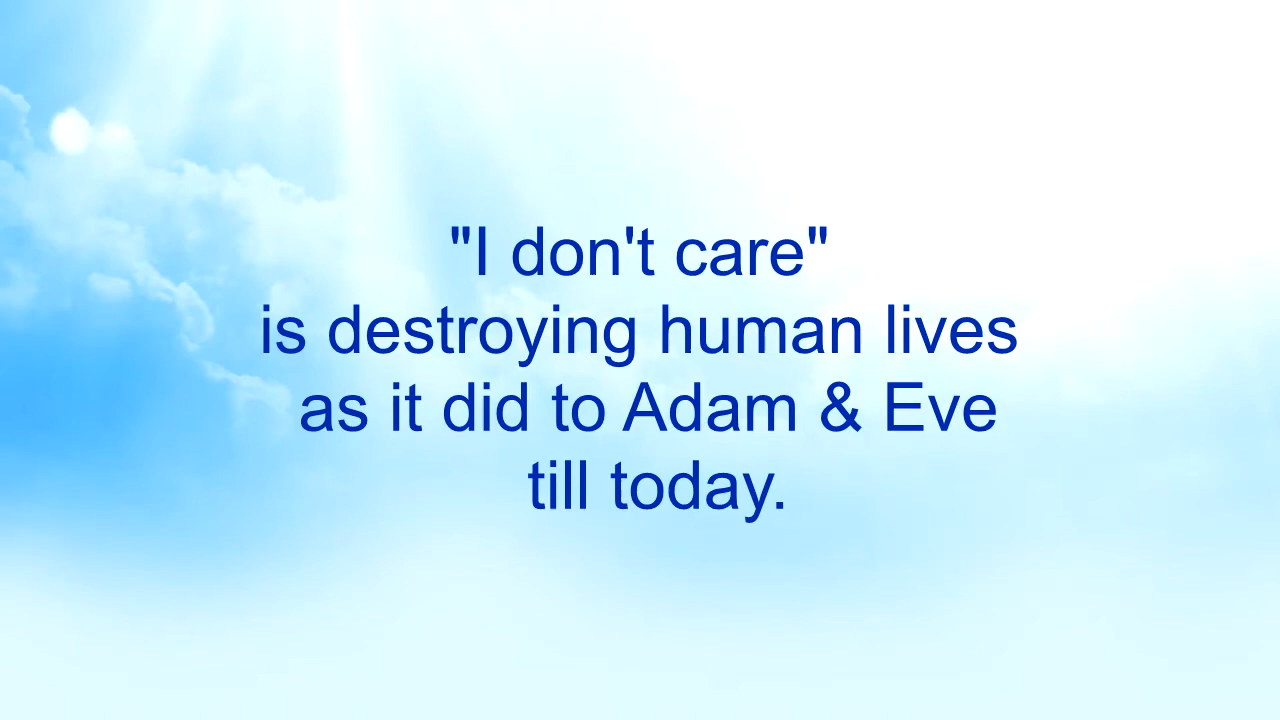 "I don't care"
is destroying human lives
as it did to Adam & Eve
till today.